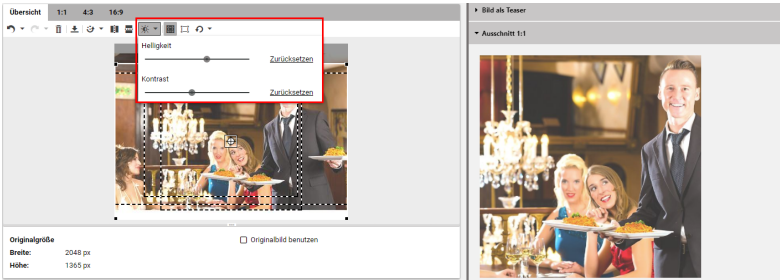 Übersicht 1:1 4:3 16:9
Helligkeit
Zurücksetzen
Kontrast
Zurücksetzen
Originalgröße
Originalbild benutzen
Breite: 2048 px
Höhe: 1365 px
Bild als Teaser
Ausschnitt 1:1